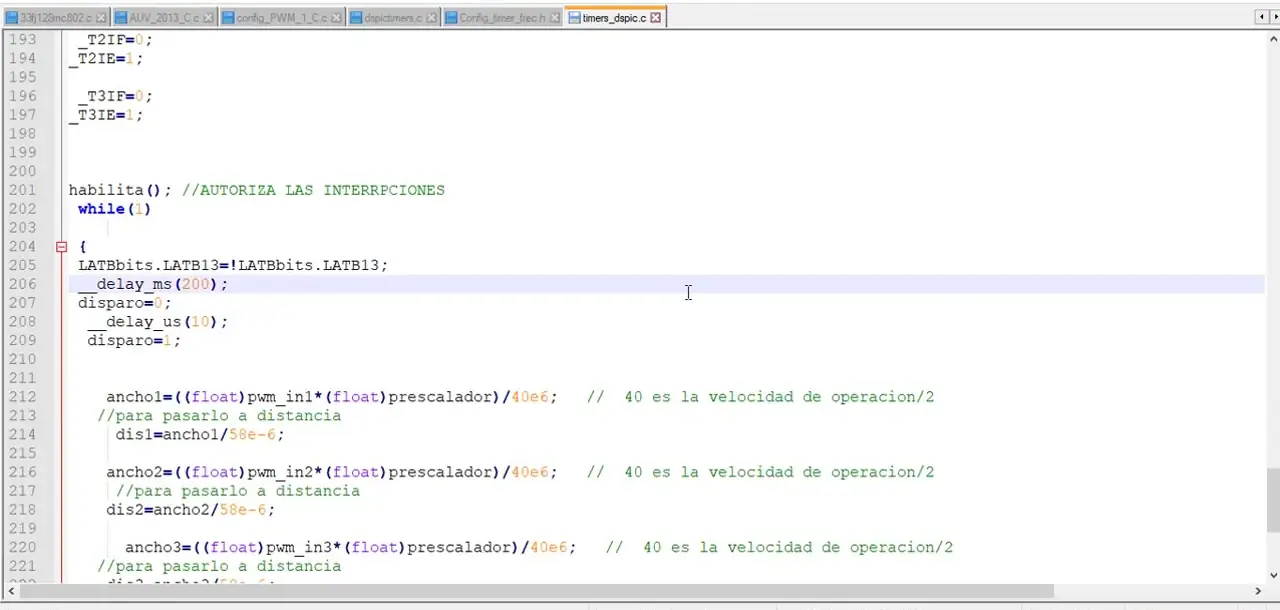 33fj128mc802.c
AUV_2013_C.c
config_PWM_1_C.c
dspictimers.c
Config_timer_frec.h
timers_dspic.c
193 _T2IF=0;
194 _T2IE=1;
195
196 _T3IF=0;
197 _T3IE=1;
198
199
200
201 habilita(); //AUTORIZA LAS INTERRPCIONES
202 while(1)
203
204 {
205 LATBbits.LATB13=!LATBbits.LATB13;
206 __delay_ms(200);
207 disparo=0;
208 __delay_us(10);
209 disparo=1;
210
211
212 ancho1=((float)pwm_in1*(float)prescalador)/40e6; // 40 es la velocidad de operacion/2
213 //para pasarlo a distancia
214 dis1=ancho1/58e-6;
215
216 ancho2=((float)pwm_in2*(float)prescalador)/40e6; // 40 es la velocidad de operacion/2
217 //para pasarlo a distancia
218 dis2=ancho2/58e-6;
219
220 ancho3=((float)pwm_in3*(float)prescalador)/40e6; // 40 es la velocidad de operacion/2
221 //para pasarlo a distancia